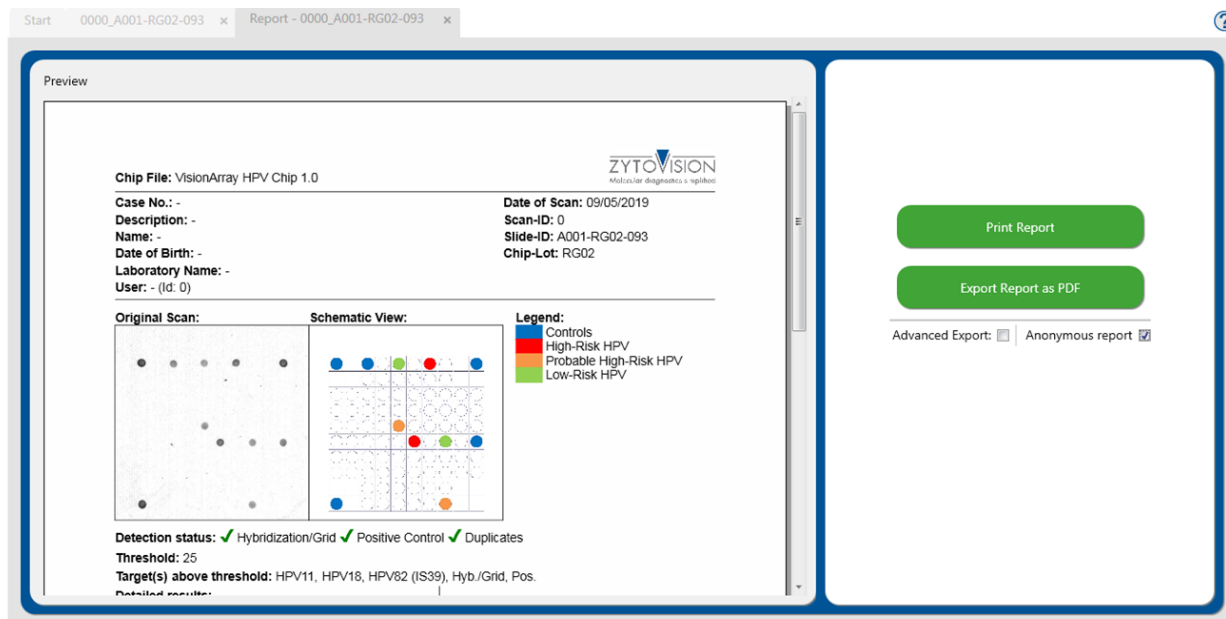 Start 0000_A001-RG02-093 × Report - 0000_A001-RG02-093 ×
Preview
ZYTOVISION
Chip File: VisionArray HPV Chip 1.0
Case No.: - Date of Scan: 09/05/2019
Description: - Scan-ID: 0
Name: - Slide-ID: A001-RG02-093
Date of Birth: - Chip-Lot: RG02
Laboratory Name: -
User: - (Id: 0)
Original Scan: Schematic View: Legend:
Controls
High-Risk HPV
Probable High-Risk HPV
Low-Risk HPV
Detection status: ✓ Hybridization/Grid ✓ Positive Control ✓ Duplicates
Threshold: 25
Target(s) above threshold: HPV11, HPV18, HPV82 (IS39), Hyb./Grid, Pos.
Detailed results:
Print Report
Export Report as PDF
Advanced Export: Anonymous report